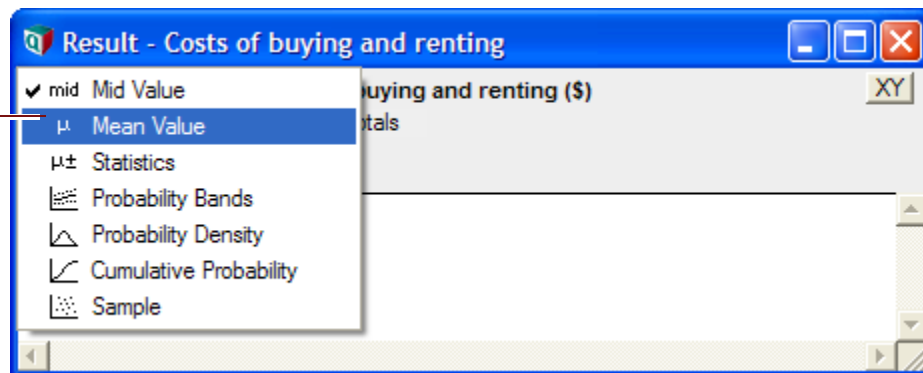 Result - Costs of buying and renting
✔ mid Mid Value
buying and renting ($)
XY
μ Mean Value
otals
μ± Statistics
Probability Bands
Probability Density
Cumulative Probability
Sample